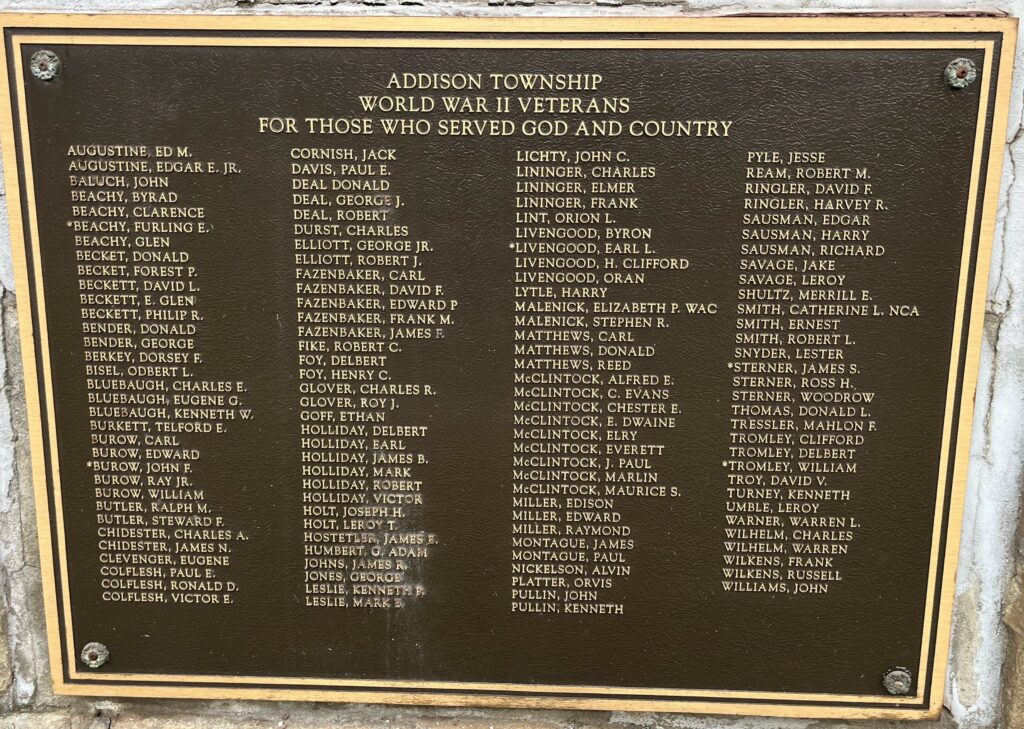 ADDISON TOWNSHIP
WORLD WAR II VETERANS
FOR THOSE WHO SERVED GOD AND COUNTRY
AUGUSTINE, ED M.
AUGUSTINE, EDGAR E. JR.
BALUCH, JOHN
BEACHY, BYRAD
BEACHY, CLARENCE
*BEACHY, FURLING E.
BEACHY, GLEN
BECKET, DONALD
BECKET, FOREST P.
BECKETT, DAVID L.
BECKETT, E. GLEN
BECKETT, PHILIP R.
BENDER, DONALD
BENDER, GEORGE
BERKEY, DORSEY F.
BISEL, ODBERT L.
BLUEBAUGH, CHARLES E.
BLUEBAUGH, EUGENE G.
BLUEBAUGH, KENNETH W.
BURKETT, TELFORD E.
BUROW, CARL
BUROW, EDWARD
*BUROW, JOHN F.
BUROW, RAY JR.
BUROW, WILLIAM
BUTLER, RALPH M.
BUTLER, STEWARD F.
CHIDESTER, CHARLES A.
CHIDESTER, JAMES N.
CLEVENGER, EUGENE
COLFLESH, PAUL E.
COLFLESH, RONALD D.
COLFLESH, VICTOR E.
CORNISH, JACK
DAVIS, PAUL E.
DEAL DONALD
DEAL, GEORGE J.
DEAL, ROBERT
DURST, CHARLES
ELLIOTT, GEORGE JR.
ELLIOTT, ROBERT J.
FAZENBAKER, CARL
FAZENBAKER, DAVID F.
FAZENBAKER, EDWARD P
FAZENBAKER, FRANK M.
FAZENBAKER, JAMES F.
FIKE, ROBERT C.
FOY, DELBERT
FOY, HENRY C.
GLOVER, CHARLES R.
GLOVER, ROY J.
GOFF, ETHAN
HOLLIDAY, DELBERT
HOLLIDAY, EARL
HOLLIDAY, JAMES B.
HOLLIDAY, MARK
HOLLIDAY, ROBERT
HOLLIDAY, VICTOR
HOLT, JOSEPH H.
HOLT, LEROY T.
HOSTETLER, JAMES E.
HUMBERT, G. ADAM
JOHNS, JAMES R.
JONES, GEORGE
LESLIE, KENNETH P.
LESLIE, MARK E.
LICHTY, JOHN C.
LININGER, CHARLES
LININGER, ELMER
LININGER, FRANK
LINT, ORION L.
LIVENGOOD, BYRON
*LIVENGOOD, EARL L.
LIVENGOOD, H. CLIFFORD
LIVENGOOD, ORAN
LYTLE, HARRY
MALENICK, ELIZABETH P. WAC
MALENICK, STEPHEN R.
MATTHEWS, CARL
MATTHEWS, DONALD
MATTHEWS, REED
McCLINTOCK, ALFRED E.
McCLINTOCK, C. EVANS
McCLINTOCK, CHESTER E.
McCLINTOCK, E. DWAINE
McCLINTOCK, ELRY
McCLINTOCK, EVERETT
McCLINTOCK, J. PAUL
McCLINTOCK, MARLIN
McCLINTOCK, MAURICE S.
MILLER, EDISON
MILLER, EDWARD
MILLER, RAYMOND
MONTAGUE, JAMES
MONTAGUE, PAUL
NICKELSON, ALVIN
PLATTER, ORVIS
PULLIN, JOHN
PULLIN, KENNETH
PYLE, JESSE
REAM, ROBERT M.
RINGLER, DAVID F.
RINGLER, HARVEY R.
SAUSMAN, EDGAR
SAUSMAN, HARRY
SAUSMAN, RICHARD
SAVAGE, JAKE
SAVAGE, LEROY
SHULTZ, MERRILL E.
SMITH, CATHERINE L. NCA
SMITH, ERNEST
SMITH, ROBERT L.
SNYDER, LESTER
*STERNER, JAMES S.
STERNER, ROSS H.
STERNER, WOODROW
THOMAS, DONALD L.
TRESSLER, MAHLON F.
TROMLEY, CLIFFORD
TROMLEY, DELBERT
*TROMLEY, WILLIAM
TROY, DAVID V.
TURNEY, KENNETH
UMBLE, LEROY
WARNER, WARREN L.
WILHELM, CHARLES
WILHELM, WARREN
WILKENS, FRANK
WILKENS, RUSSELL
WILLIAMS, JOHN